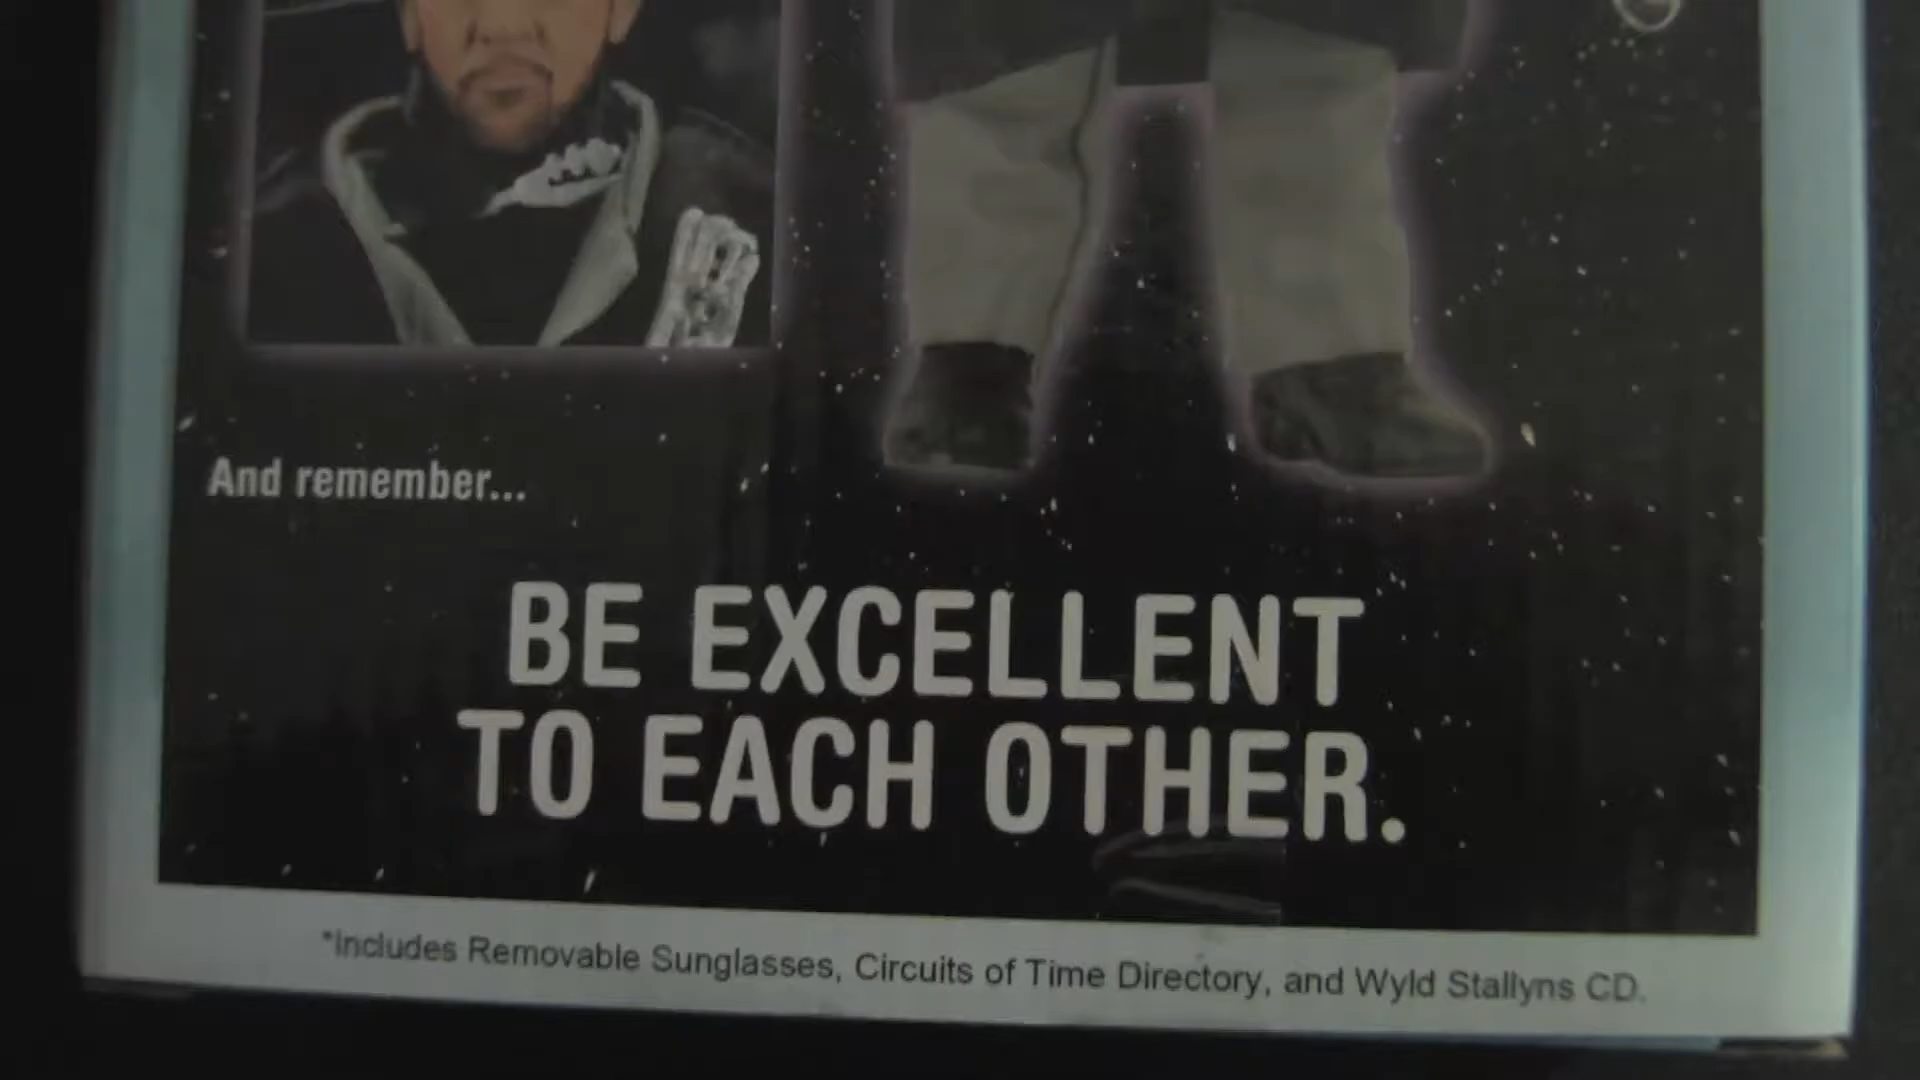 And remember...
BE EXCELLENT
TO EACH OTHER.
*Includes Removable Sunglasses, Circuits of Time Directory, and Wyld Stallyns CD.